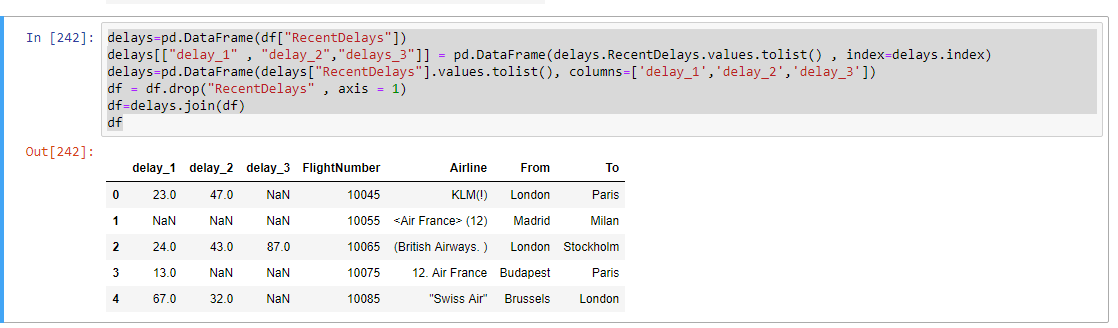 In [242]: delays=pd.DataFrame(df["RecentDelays"])
delays[["delay_1" , "delay_2","delays_3"]] = pd.DataFrame(delays.RecentDelays.values.tolist() , index=delays.index)
delays=pd.DataFrame(delays["RecentDelays"].values.tolist(), columns=['delay_1','delay_2','delay_3'])
df = df.drop("RecentDelays" , axis = 1)
df=delays.join(df)
df
Out[242]:
delay_1 delay_2 delay_3 FlightNumber Airline From To
0 23.0 47.0 NaN 10045 KLM(!) London Paris
1 NaN NaN NaN 10055 <Air France> (12) Madrid Milan
2 24.0 43.0 87.0 10065 (British Airways. ) London Stockholm
3 13.0 NaN NaN 10075 12. Air France Budapest Paris
4 67.0 32.0 NaN 10085 "Swiss Air" Brussels London